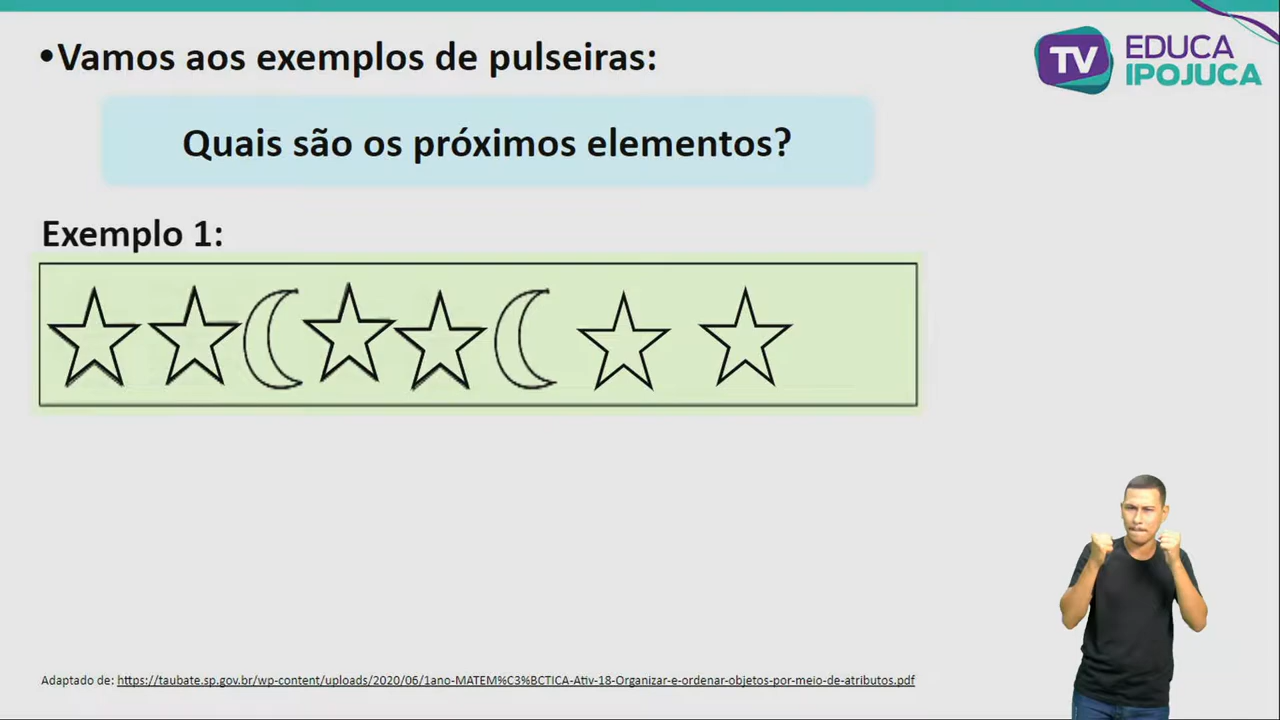 •Vamos aos exemplos de pulseiras:
TV EDUCA
IPOJUCA
Quais são os próximos elementos?
Exemplo 1:
Adaptado de: https://taubate.sp.gov.br/wp-content/uploads/2020/06/1ano-MATEM%C3%BCTICA-Ativ-18-Organizar-e-ordenar-objetos-por-meio-de-atributos.pdf